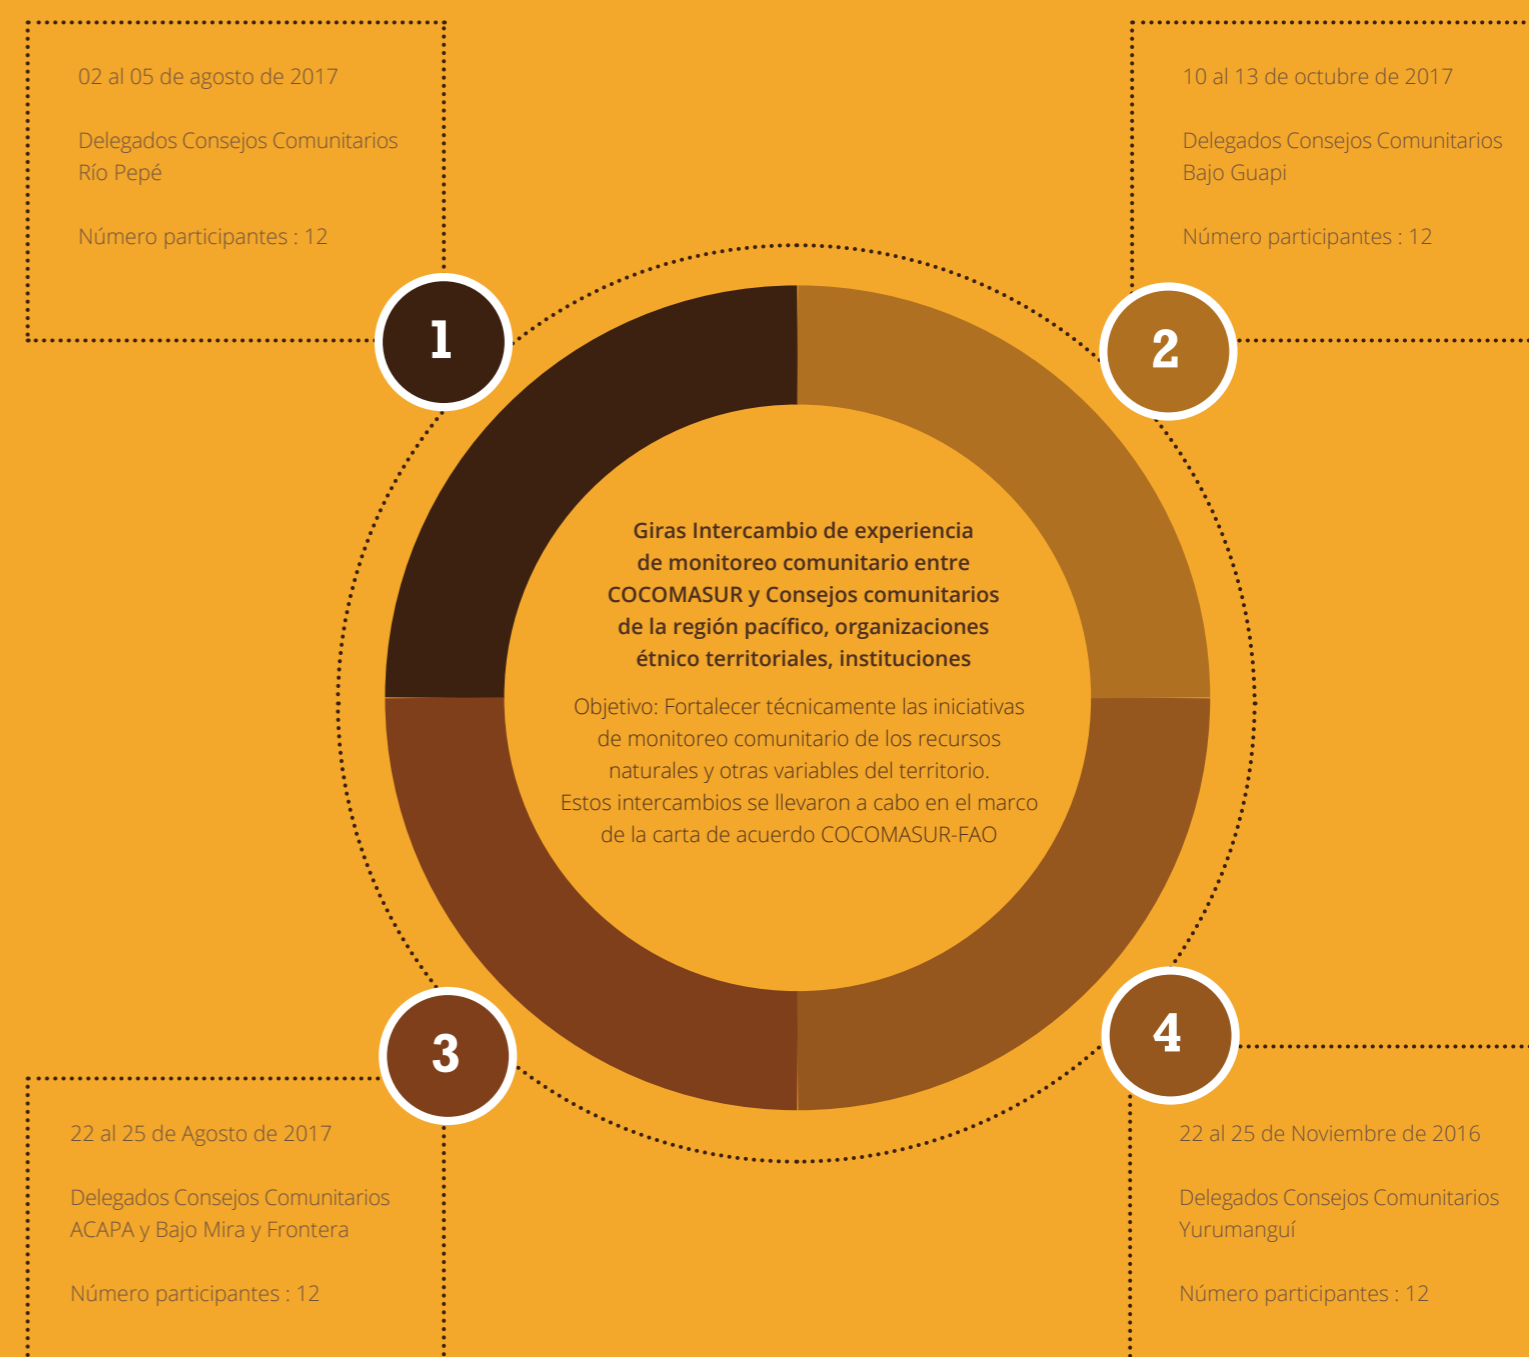 02 al 05 de agosto de 2017
Delegados Consejos Comunitarios
Río Pepé
Número participantes : 12
1
10 al 13 de octubre de 2017
Delegados Consejos Comunitarios
Bajo Guapi
Número participantes : 12
2
Giras Intercambio de experiencia
de monitoreo comunitario entre
COCOMASUR y Consejos comunitarios
de la región pacífico, organizaciones
étnico territoriales, instituciones
Objetivo: Fortalecer técnicamente las iniciativas
de monitoreo comunitario de los recursos
naturales y otras variables del territorio.
Estos intercambios se llevaron a cabo en el marco
de la carta de acuerdo COCOMASUR-FAO
3
22 al 25 de Agosto de 2017
Delegados Consejos Comunitarios
ACAPA y Bajo Mira y Frontera
Número participantes : 12
4
22 al 25 de Noviembre de 2016
Delegados Consejos Comunitarios
Yurumanguí
Número participantes : 12